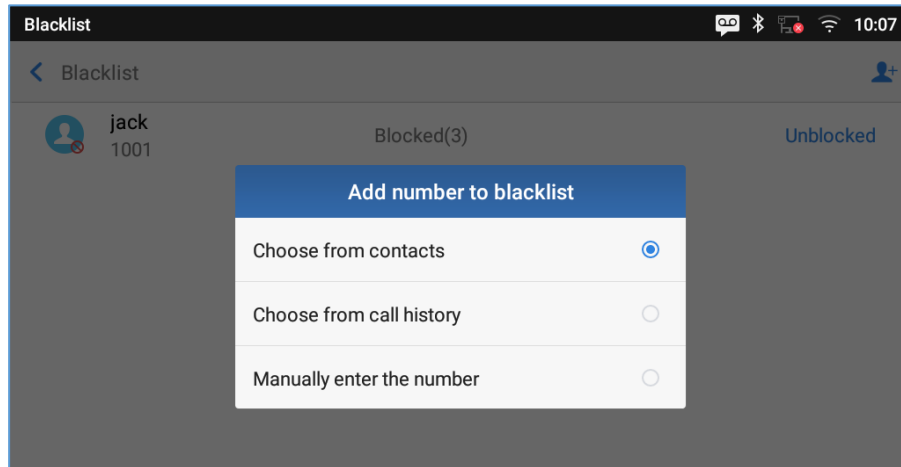 Blacklist 10:07
Blacklist
jack
1001 Blocked(3) Unblocked
Add number to blacklist
Choose from contacts
Choose from call history
Manually enter the number